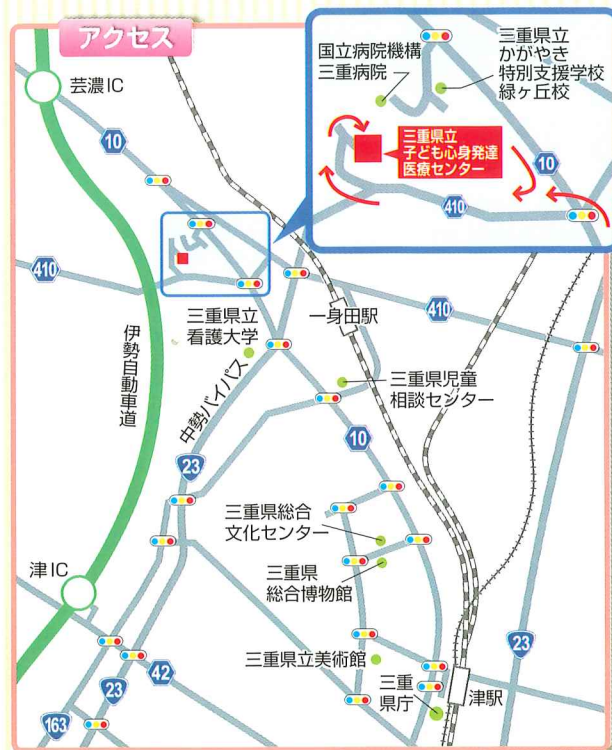 アクセス
芸濃IC
国立病院機構
三重病院
三重県立
かがやき
特別支援学校
緑ヶ丘校
三重県立
子ども心身発達
医療センター
10
410
10
410
410
三重県立
看護大学
一身田駅
伊勢自動車道
中勢バイパス
三重県児童
相談センター
23
10
三重県総合
文化センター
三重県
総合博物館
津IC
三重県立美術館
三重
県庁
津駅
23
42
23
163